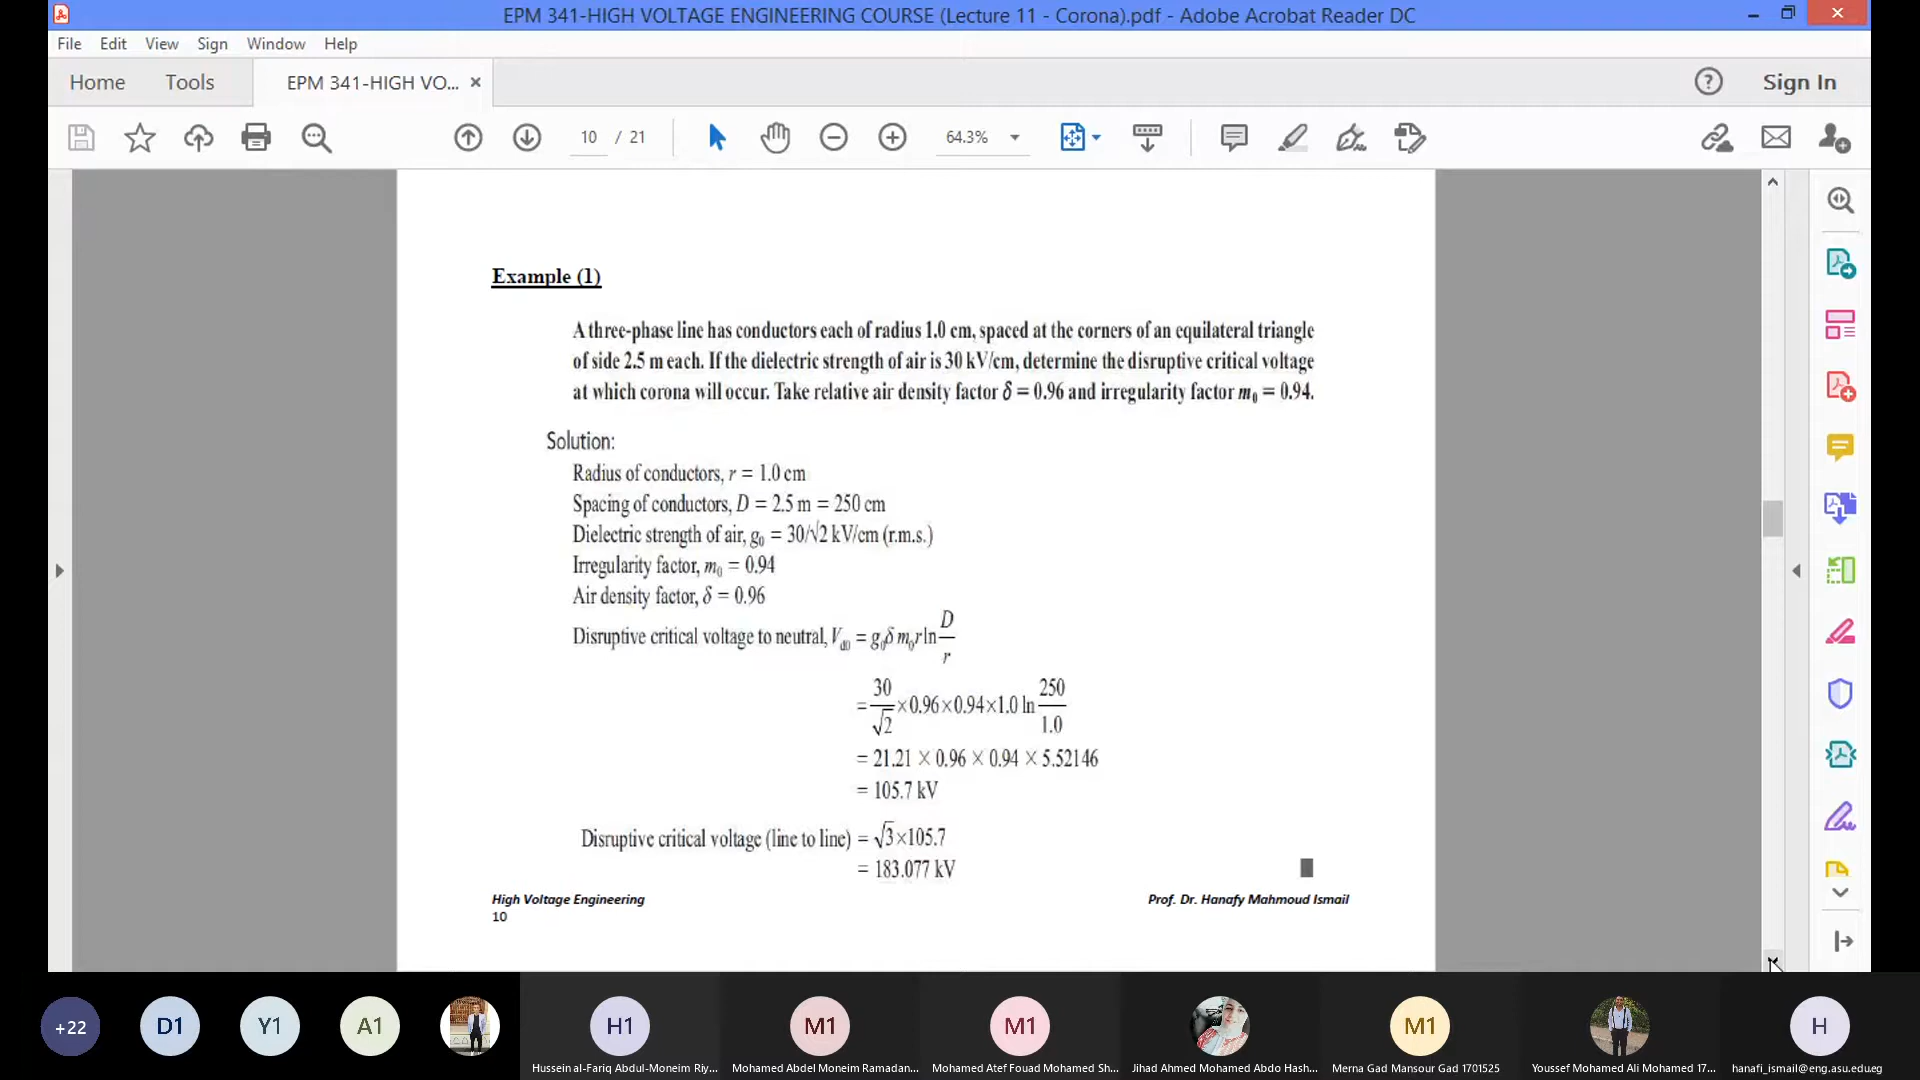 EPM 341-HIGH VOLTAGE ENGINEERING COURSE (Lecture 11 - Corona).pdf - Adobe Acrobat Reader DC
File Edit View Sign Window Help
Home Tools EPM 341-HIGH VO... Sign In
10 / 21 64.3%
Example (1)
A three-phase line has conductors each of radius 1.0 cm, spaced at the corners of an equilateral triangle
of side 2.5 m each. If the dielectric strength of air is 30 kV/cm, determine the disruptive critical voltage
at which corona will occur. Take relative air density factor δ = 0.96 and irregularity factor m₀ = 0.94.
Solution:
Radius of conductors, r = 1.0 cm
Spacing of conductors, D = 2.5 m = 250 cm
Dielectric strength of air, g₀ = 30/√2 kV/cm (r.m.s.)
Irregularity factor, m₀ = 0.94
Air density factor, δ = 0.96
Disruptive critical voltage to neutral, V_d0 = g₀δ m₀r ln D/r
= 30/√2 × 0.96 × 0.94 × 1.0 ln 250/1.0
= 21.21 × 0.96 × 0.94 × 5.52146
= 105.7 kV
Disruptive critical voltage (line to line) = √3×105.7
= 183.077 kV
High Voltage Engineering Prof. Dr. Hanafy Mahmoud Ismail
10
+22 D1 Y1 A1 H1 M1 M1 M1 H
Hussein al-Fariq Abdul-Moneim Riy... Mohamed Abdel Moneim Ramadan... Mohamed Atef Fouad Mohamed Sh... Jihad Ahmed Mohamed Abdo Hash... Merna Gad Mansour Gad 1701525 Youssef Mohamed Ali Mohamed 17... hanafi_ismail@eng.asu.edu.eg